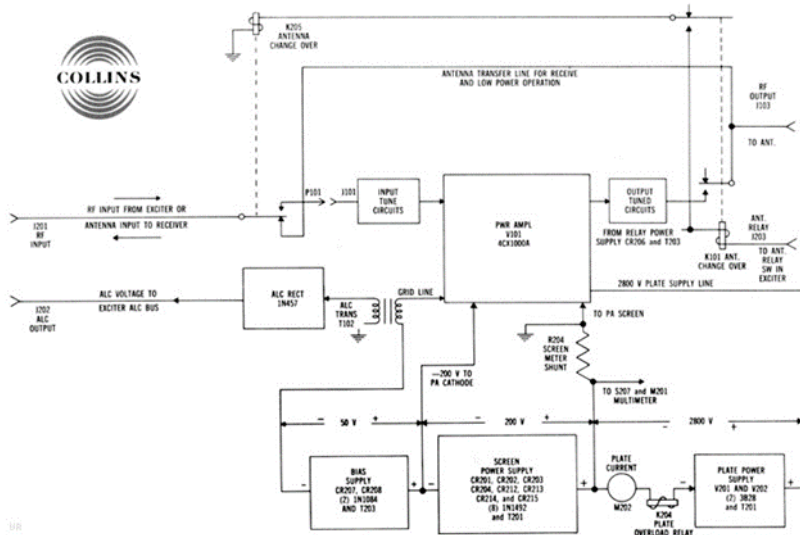 K205
ANTENNA
CHANGE OVER
COLLINS
ANTENNA TRANSFER LINE FOR RECEIVE
AND LOW POWER OPERATION
RF
OUTPUT
J103
TO ANT.
P101
J101
INPUT
TUNE
CIRCUITS
PWR AMPL
V101
4CX1000A
OUTPUT
TUNED
CIRCUITS
RF INPUT FROM EXCITER OR
ANTENNA INPUT TO RECEIVER
J201
RF
INPUT
FROM RELAY POWER
SUPPLY CR206 and T203
ANT.
RELAY
J203
K101 ANT.
CHANGE OVER
TO ANT.
RELAY
SW IN
EXCITER
ALC VOLTAGE TO
EXCITER ALC BUS
J202
ALC
OUTPUT
ALC RECT
1N457
ALC
TRANS
T102
GRID LINE
2800 V PLATE SUPPLY LINE
TO PA SCREEN
R204
SCREEN
METER
SHUNT
—200 V TO
PA CATHODE
TO S207 and M201
MULTIMETER
— 50 V +
— 200 V +
— 2800 V +
BIAS
SUPPLY
CR207, CR208
(2) 1N1084
AND T203
— +
SCREEN
POWER SUPPLY
CR201, CR202, CR203
CR204, CR212, CR213
CR214, and CR215
(8) 1N1492
and T201
— +
PLATE
CURRENT
M202
K204
PLATE
OVERLOAD RELAY
PLATE POWER
SUPPLY
V201 AND V202
(2) 3B28
and T201
— +